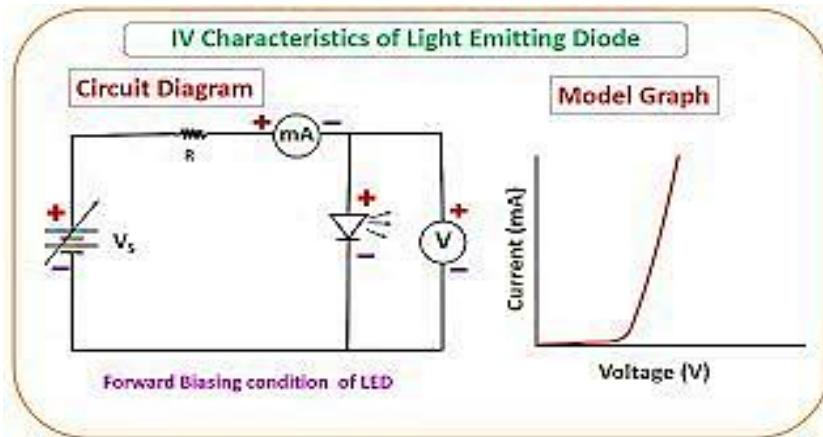 IV Characteristics of Light Emitting Diode
Circuit Diagram
Model Graph
+ mA −
R
+
Vs
−
+
−
+
V
−
Current (mA)
Voltage (V)
Forward Biasing condition of LED